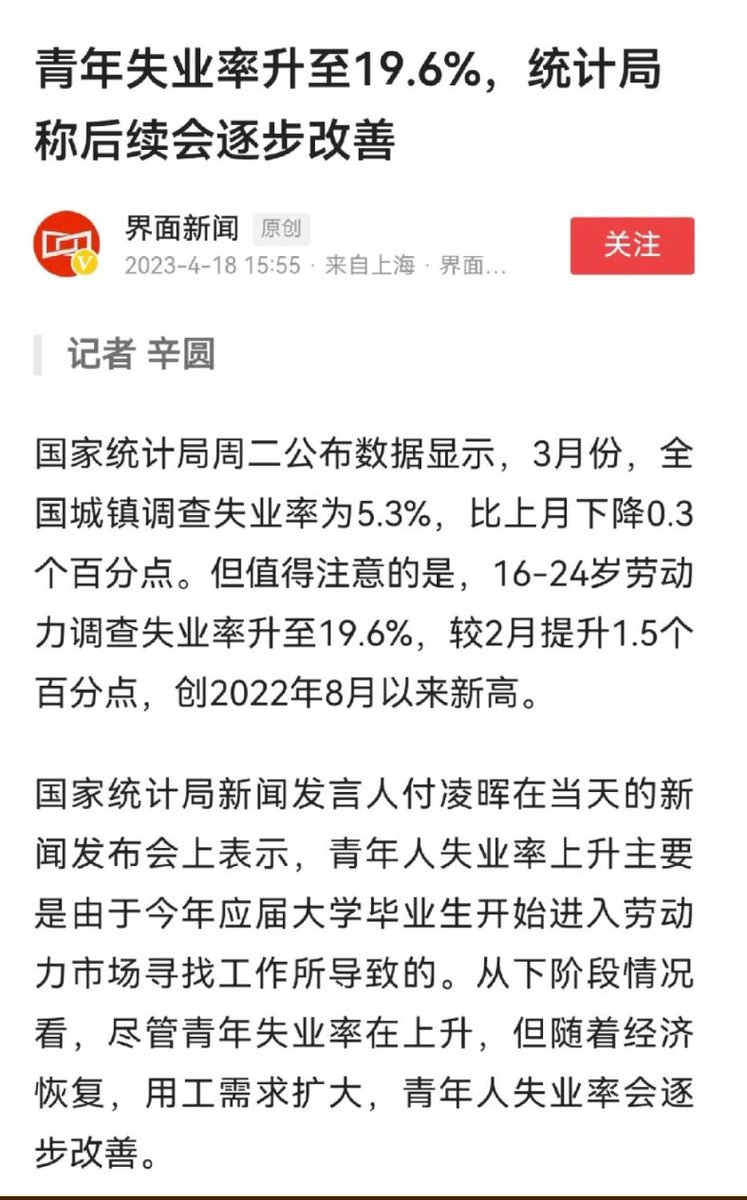 青年失业率升至19.6%，统计局
称后续会逐步改善
界面新闻 原创
2023-4-18 15:55 · 来自上海 · 界面...
关注
记者 辛圆
国家统计局周二公布数据显示，3月份，全
国城镇调查失业率为5.3%，比上月下降0.3
个百分点。但值得注意的是，16-24岁劳动
力调查失业率升至19.6%，较2月提升1.5个
百分点，创2022年8月以来新高。
国家统计局新闻发言人付凌晖在当天的新
闻发布会上表示，青年人失业率上升主要
是由于今年应届大学毕业生开始进入劳动
力市场寻找工作所导致的。从下阶段情况
看，尽管青年失业率在上升，但随着经济
恢复，用工需求扩大，青年人失业率会逐
步改善。